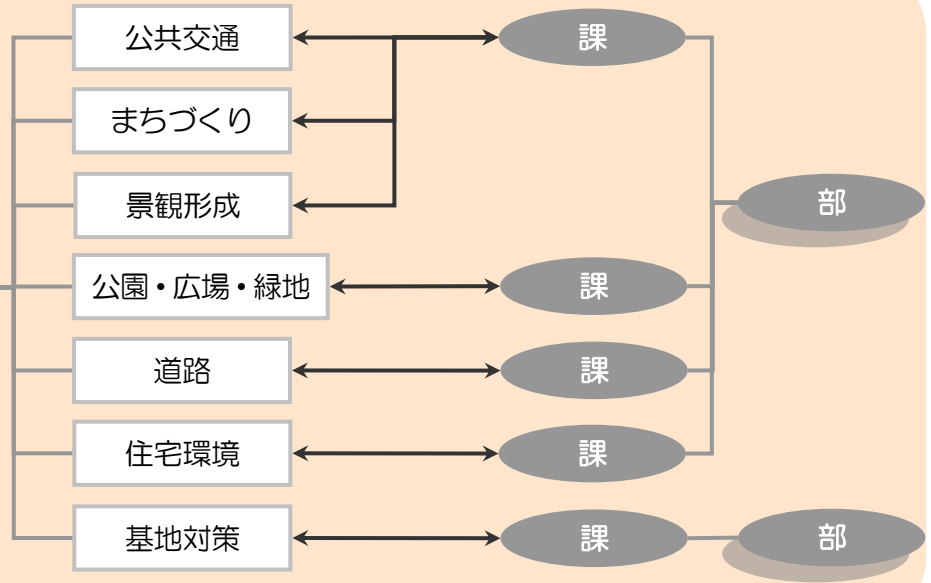 公共交通
課
まちづくり
景観形成
部
公園・広場・緑地
課
道路
課
住宅環境
課
基地対策
課
部